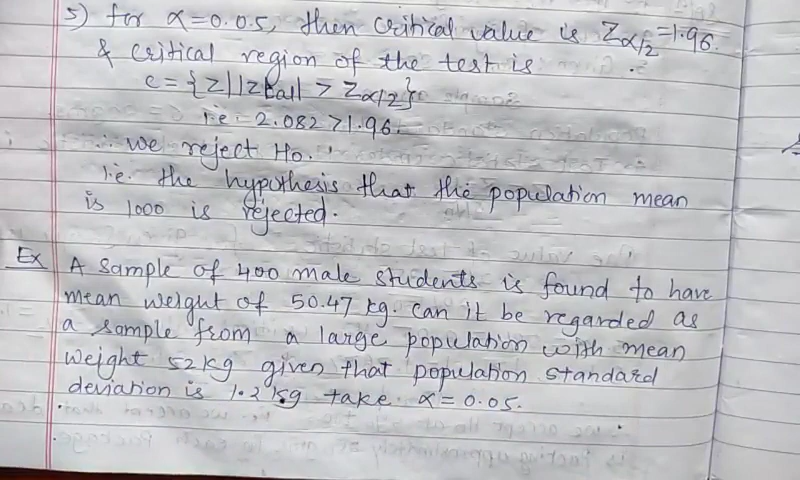 5) for α=0.05, then critical value is Zα/2=1.96.
& critical region of the test is
c = {Z||Zcal| > Zα/2}
i.e. 2.082>1.96.
∴ we reject Ho.
i.e. the hypothesis that the population mean
is 1000 is rejected.
Ex A sample of 400 male students is found to have
mean weight of 50.47 kg. can it be regarded as
a sample from a large population with mean
weight 52kg given that population standard
deviation is 1.2 kg take α=0.05.